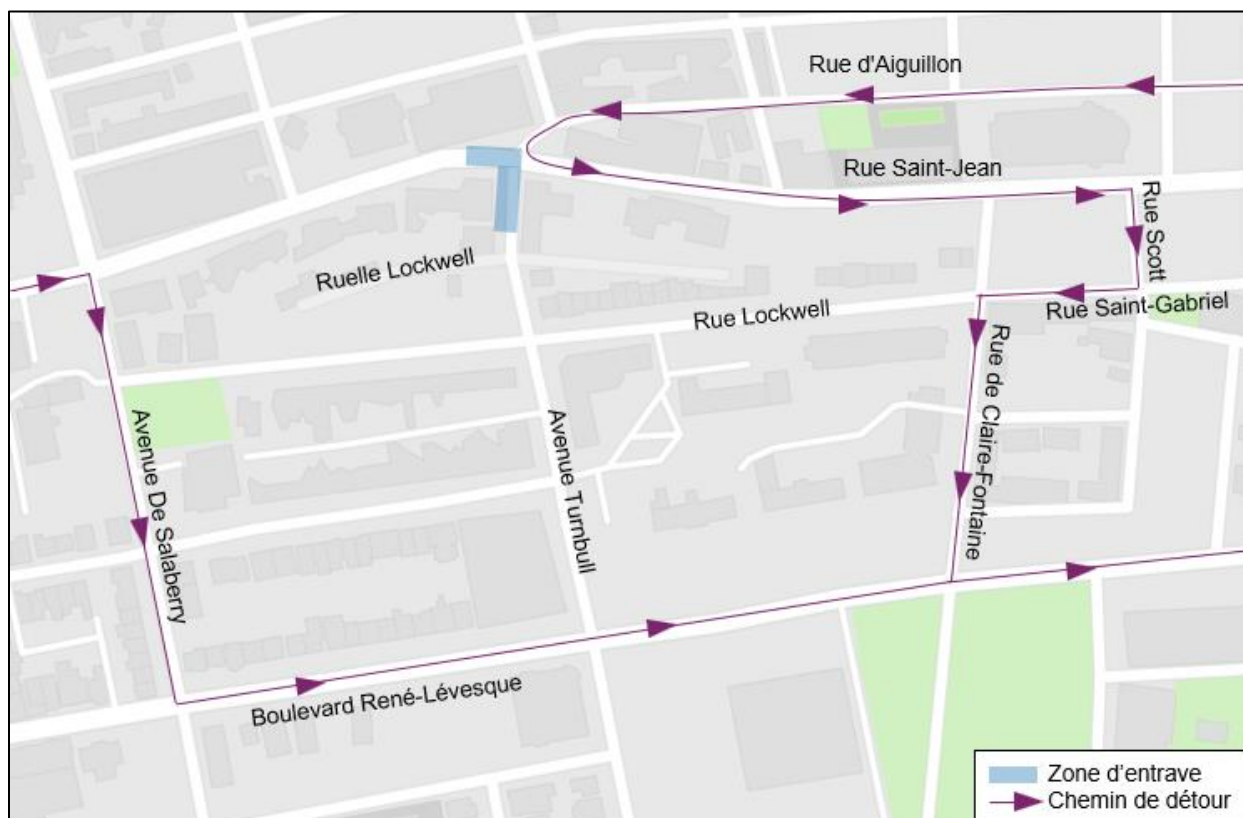 Rue d'Aiguillon
Rue Saint-Jean
Rue Scott
Ruelle Lockwell
Rue Lockwell
Rue Saint-Gabriel
Rue de Claire-Fontaine
Avenue De Salaberry
Avenue Turnbull
Boulevard René-Lévesque
Zone d'entrave
Chemin de détour